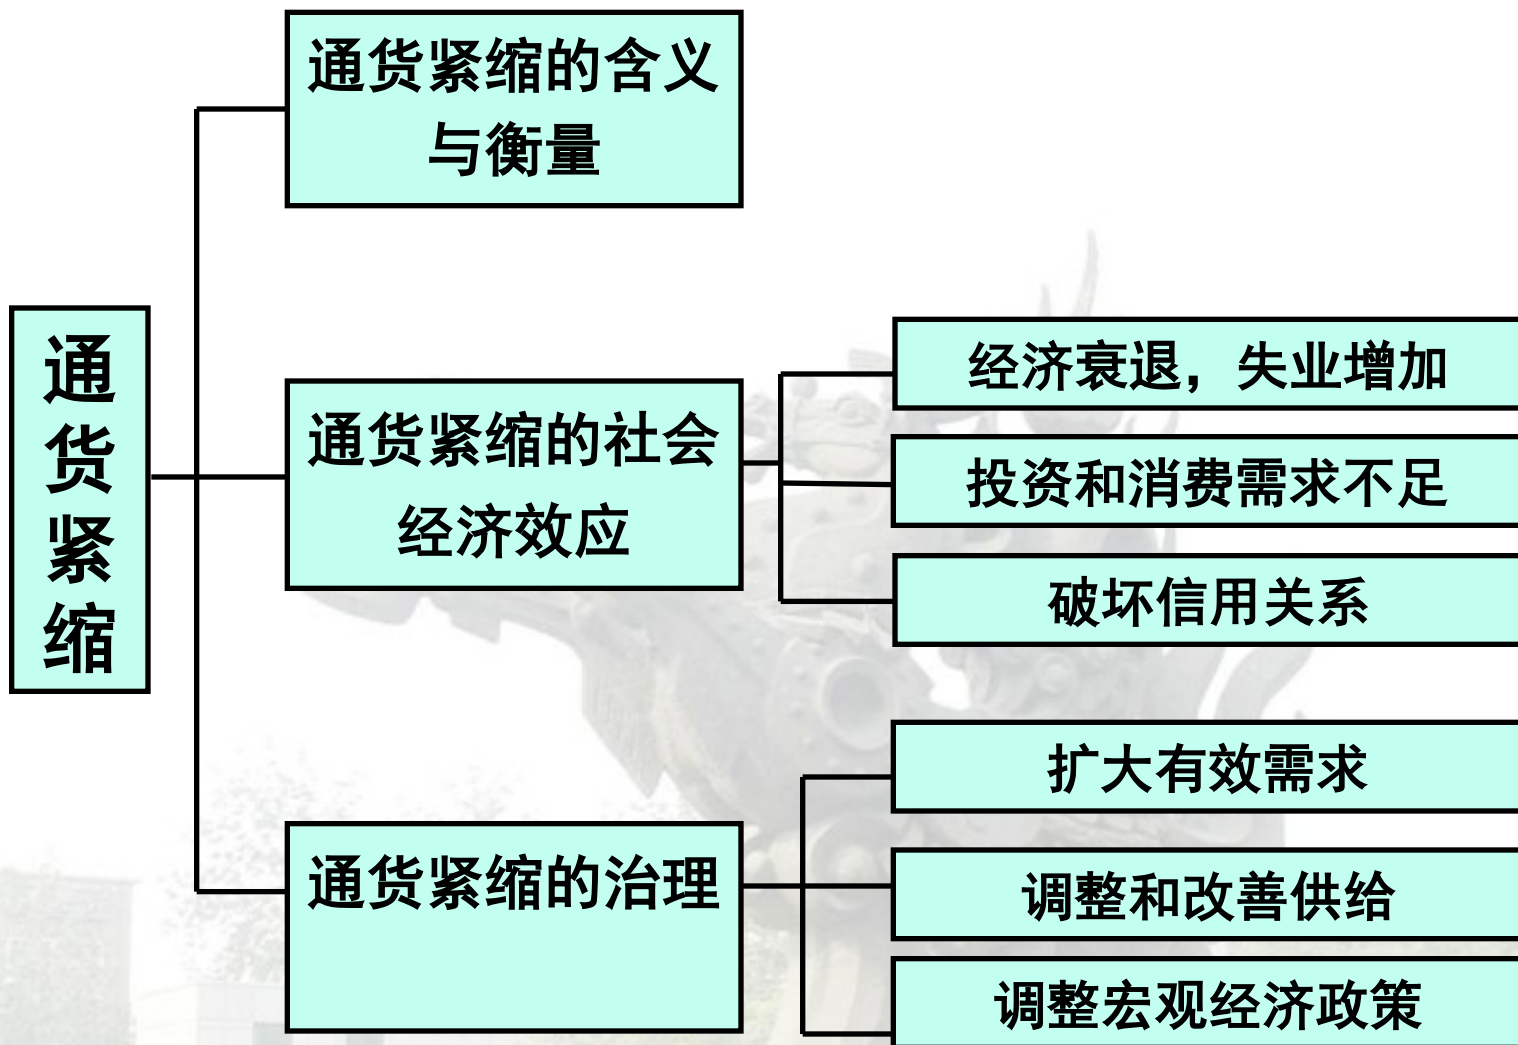 通货紧缩
通货紧缩的含义
与衡量
通货紧缩的社会
经济效应
经济衰退，失业增加
投资和消费需求不足
破坏信用关系
通货紧缩的治理
扩大有效需求
调整和改善供给
调整宏观经济政策